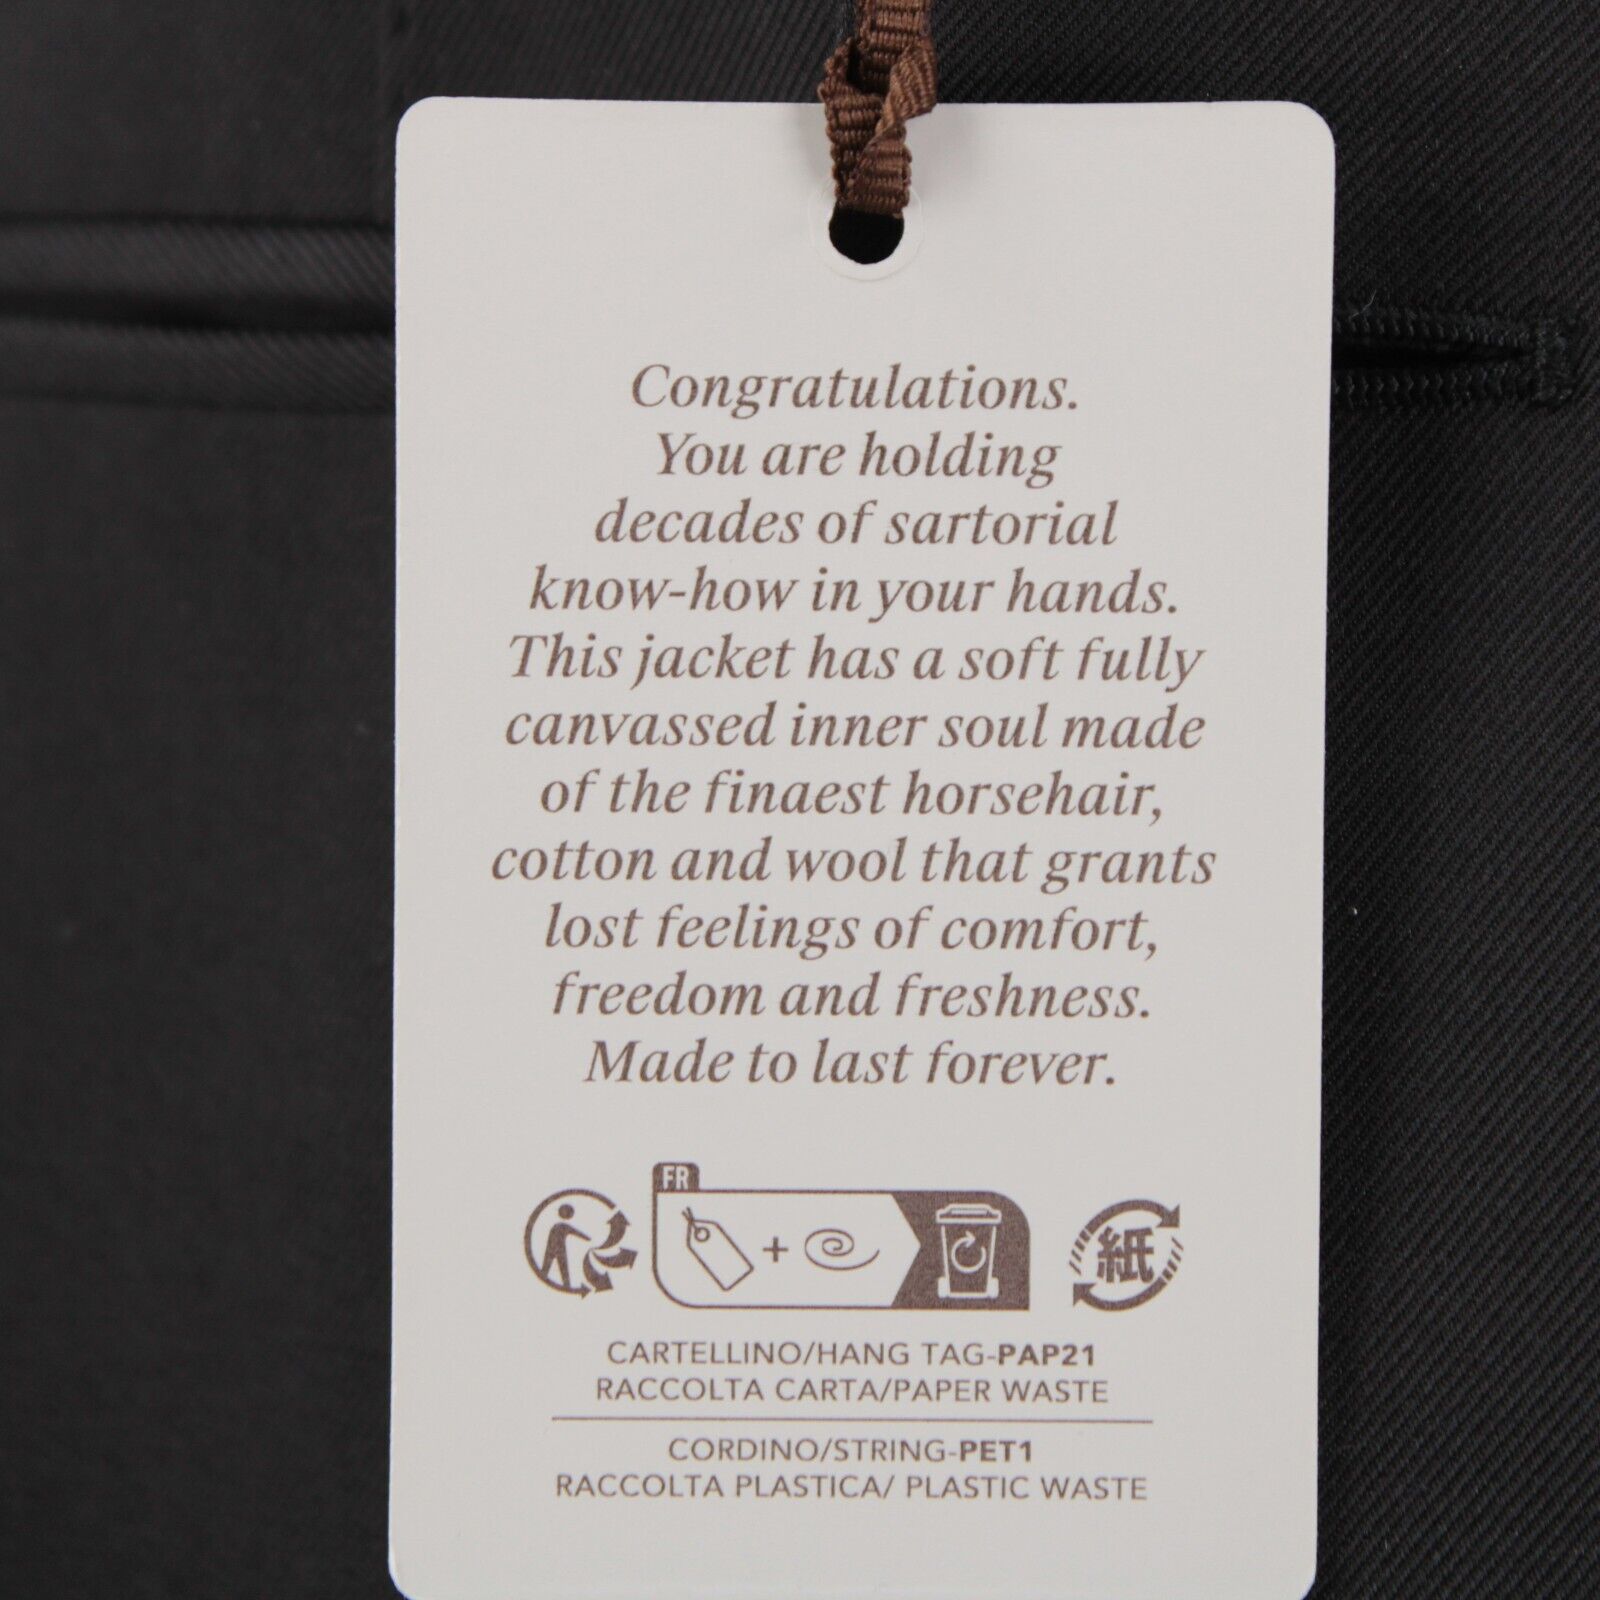 Congratulations.
You are holding
decades of sartorial
know-how in your hands.
This jacket has a soft fully
canvassed inner soul made
of the finaest horsehair,
cotton and wool that grants
lost feelings of comfort,
freedom and freshness.
Made to last forever.
FR
紙
CARTELLINO/HANG TAG-PAP21
RACCOLTA CARTA/PAPER WASTE
CORDINO/STRING-PET1
RACCOLTA PLASTICA/ PLASTIC WASTE